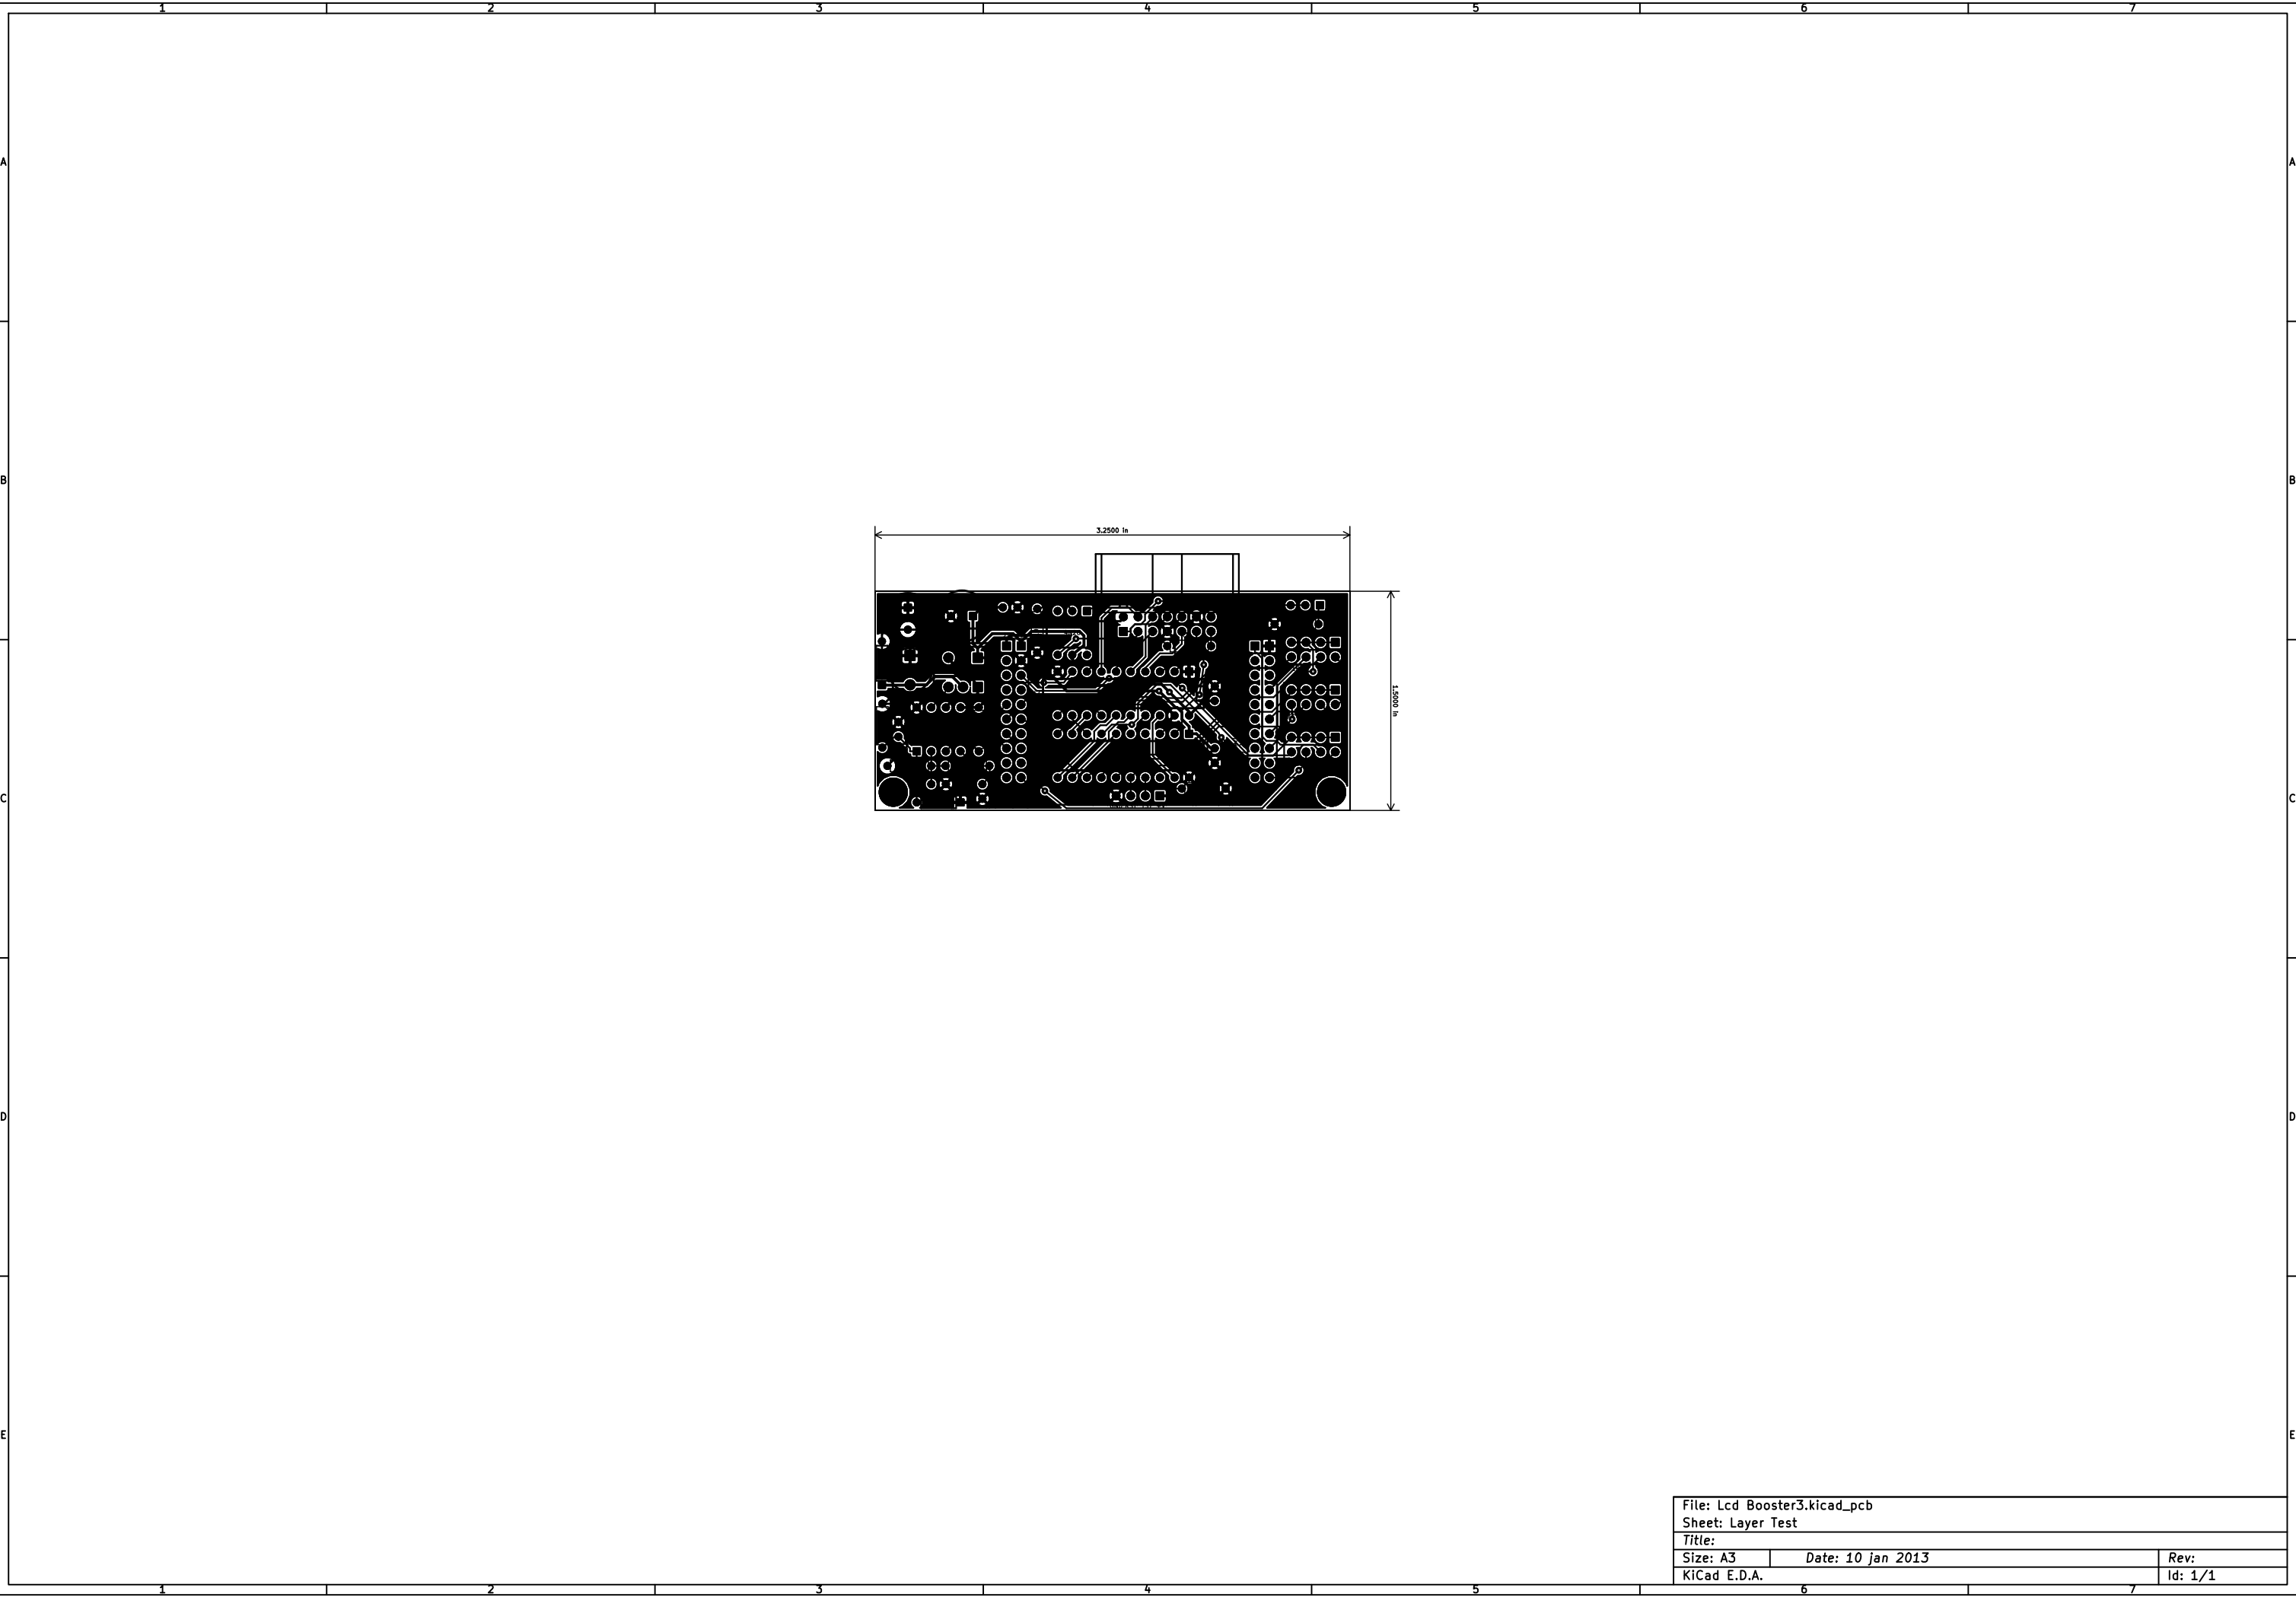 1 2 3 4 5 6 7
A A
B B
3.2500 in
1.5000 in
C C
D D
E E
File: Lcd Booster3.kicad_pcb
Sheet: Layer Test
Title:
Size: A3 Date: 10 jan 2013 Rev:
KiCad E.D.A. Id: 1/1
1 2 3 4 5 6 7